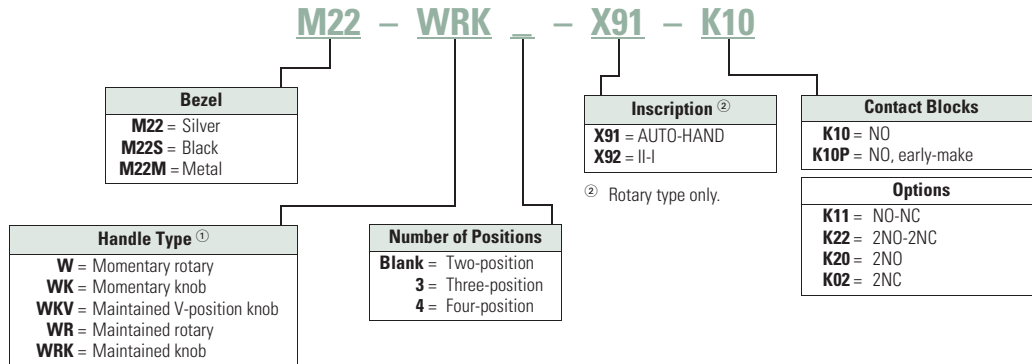 M22 – WRK _ – X91 – K10
Bezel
M22 = Silver
M22S = Black
M22M = Metal
Inscription ②
X91 = AUTO-HAND
X92 = II-I
② Rotary type only.
Contact Blocks
K10 = NO
K10P = NO, early-make
Options
K11 = NO-NC
K22 = 2NO-2NC
K20 = 2NO
K02 = 2NC
Handle Type ①
W = Momentary rotary
WK = Momentary knob
WKV = Maintained V-position knob
WR = Maintained rotary
WRK = Maintained knob
Number of Positions
Blank = Two-position
3 = Three-position
4 = Four-position